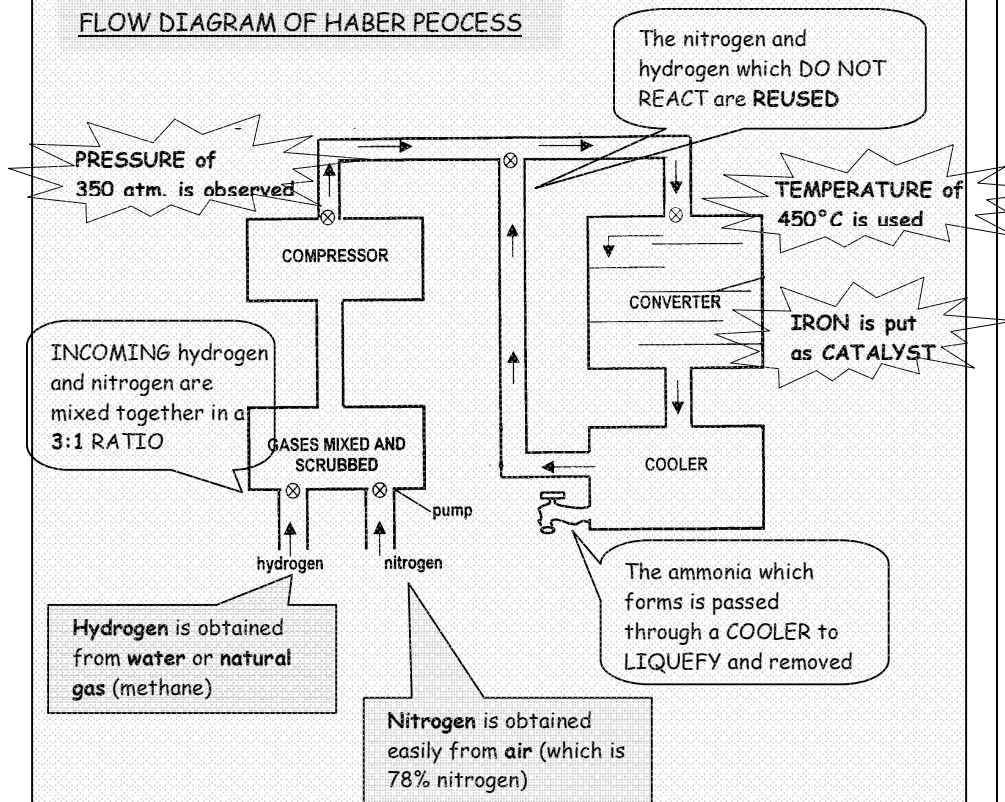 FLOW DIAGRAM OF HABER PEOCESS
The nitrogen and
hydrogen which DO NOT
REACT are REUSED
PRESSURE of
350 atm. is observed
TEMPERATURE of
450°C is used
COMPRESSOR
CONVERTER
IRON is put
as CATALYST
INCOMING hydrogen
and nitrogen are
mixed together in a
3:1 RATIO
GASES MIXED AND
SCRUBBED
COOLER
pump
hydrogen
nitrogen
The ammonia which
forms is passed
through a COOLER to
LIQUEFY and removed
Hydrogen is obtained
from water or natural
gas (methane)
Nitrogen is obtained
easily from air (which is
78% nitrogen)